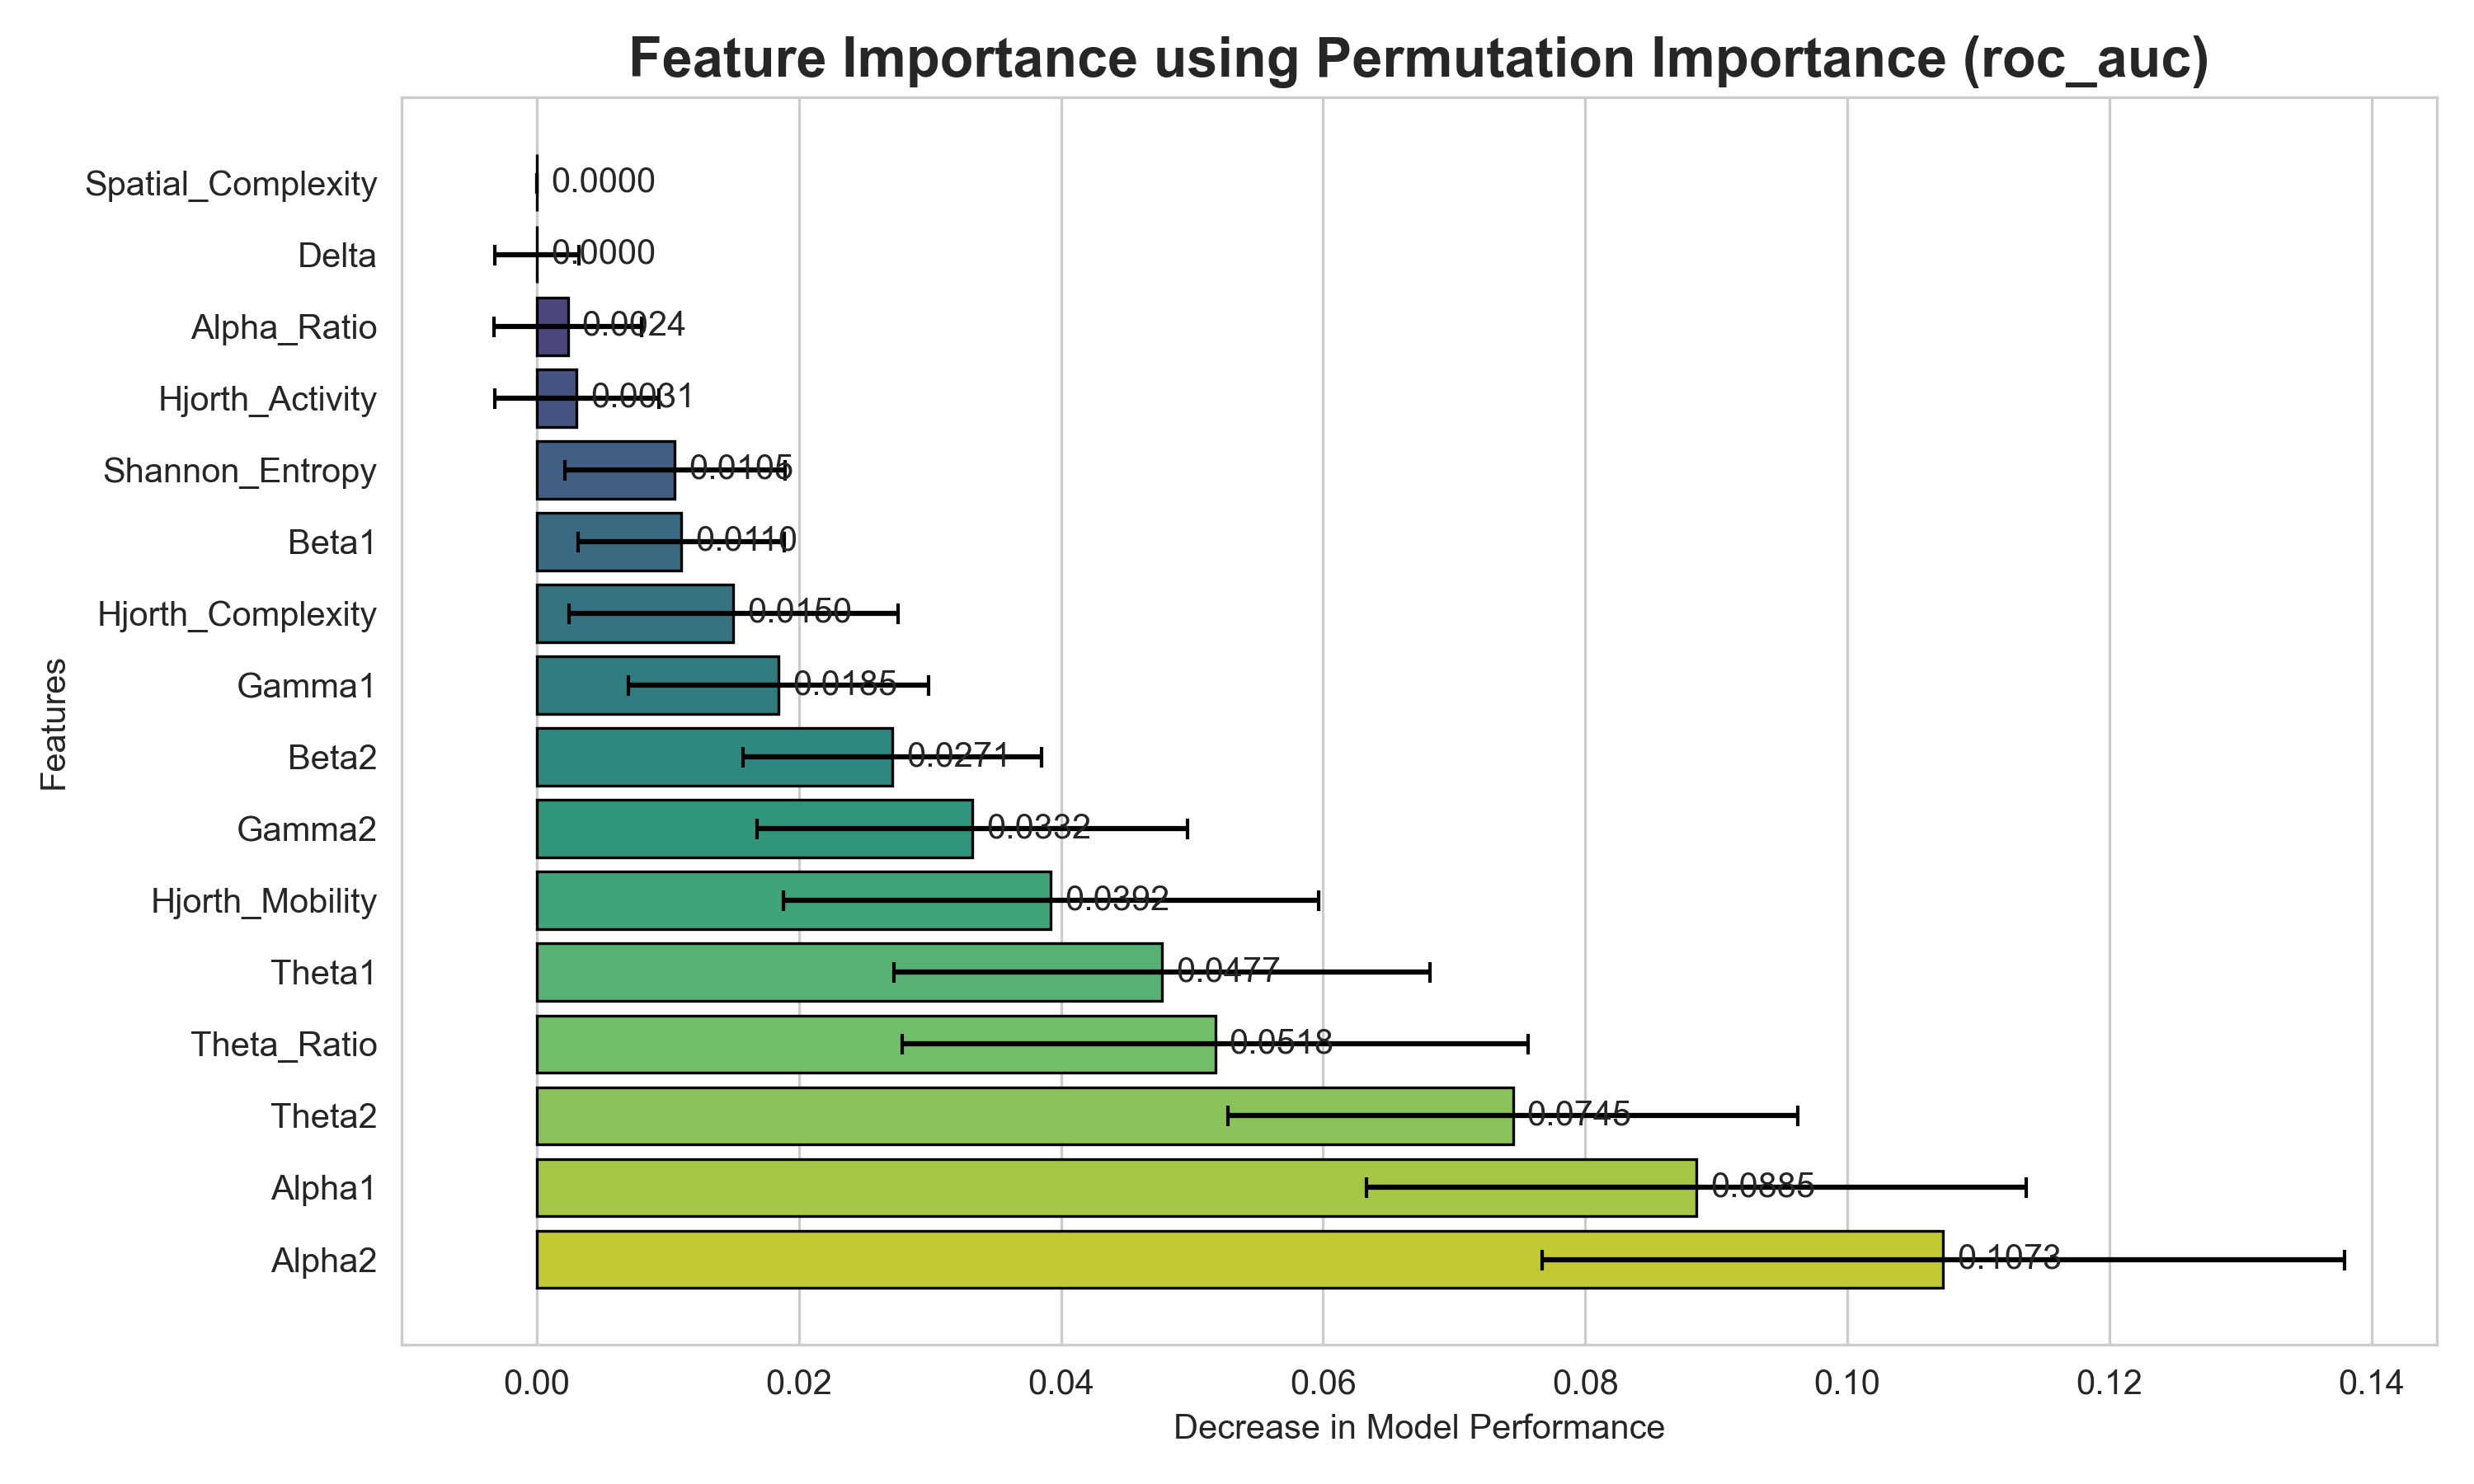 Feature Importance using Permutation Importance (roc_auc)
Features
Spatial_Complexity 0.0000
Delta 0.0000
Alpha_Ratio 0.0024
Hjorth_Activity 0.0031
Shannon_Entropy 0.0105
Beta1 0.0110
Hjorth_Complexity 0.0150
Gamma1 0.0185
Beta2 0.0271
Gamma2 0.0332
Hjorth_Mobility 0.0392
Theta1 0.0477
Theta_Ratio 0.0518
Theta2 0.0745
Alpha1 0.0885
Alpha2 0.1073
0.00 0.02 0.04 0.06 0.08 0.10 0.12 0.14
Decrease in Model Performance